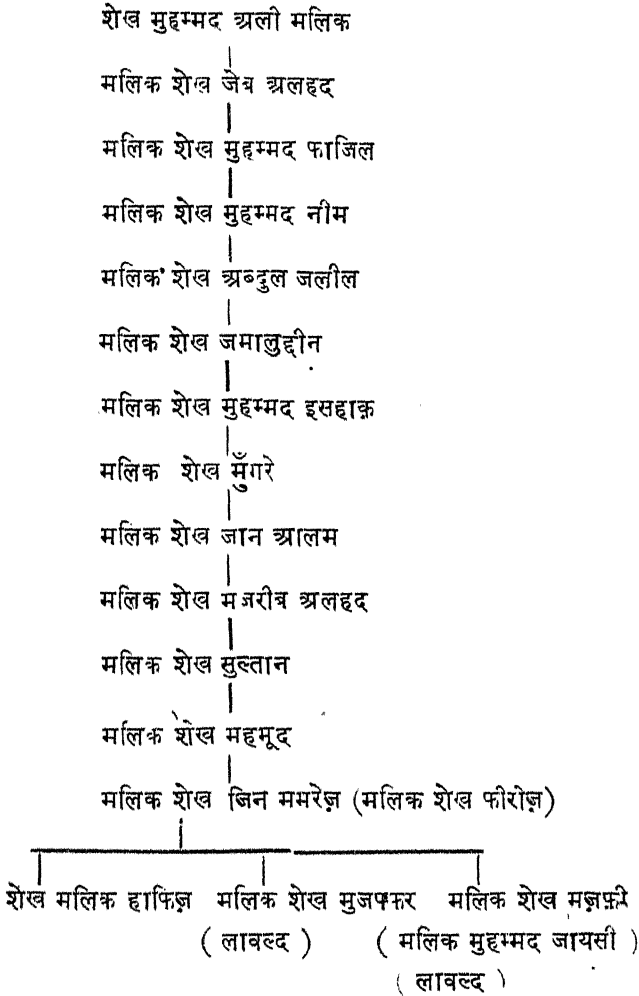 शेख मुहम्मद अली मलिक
मलिक शेख जेब अलहद
मलिक शेख मुहम्मद फाजिल
मलिक शेख मुहम्मद नीम
मलिक शेख अब्दुल जलील
मलिक शेख जमालुद्दीन
मलिक शेख मुहम्मद इसहाक़
मलिक शेख मुँगरे
मलिक शेख जान आलम
मलिक शेख मजरीब अलहद
मलिक शेख सुल्तान
मलिक शेख महमूद
मलिक शेख जिन ममरेज़ (मलिक शेख फीरोज़)
शेख मलिक हाफिज़ मलिक शेख मुजफ्फर मलिक शेख मज़फ़ी
( लावल्द ) ( मलिक मुहम्मद जायसी )
( लावल्द )